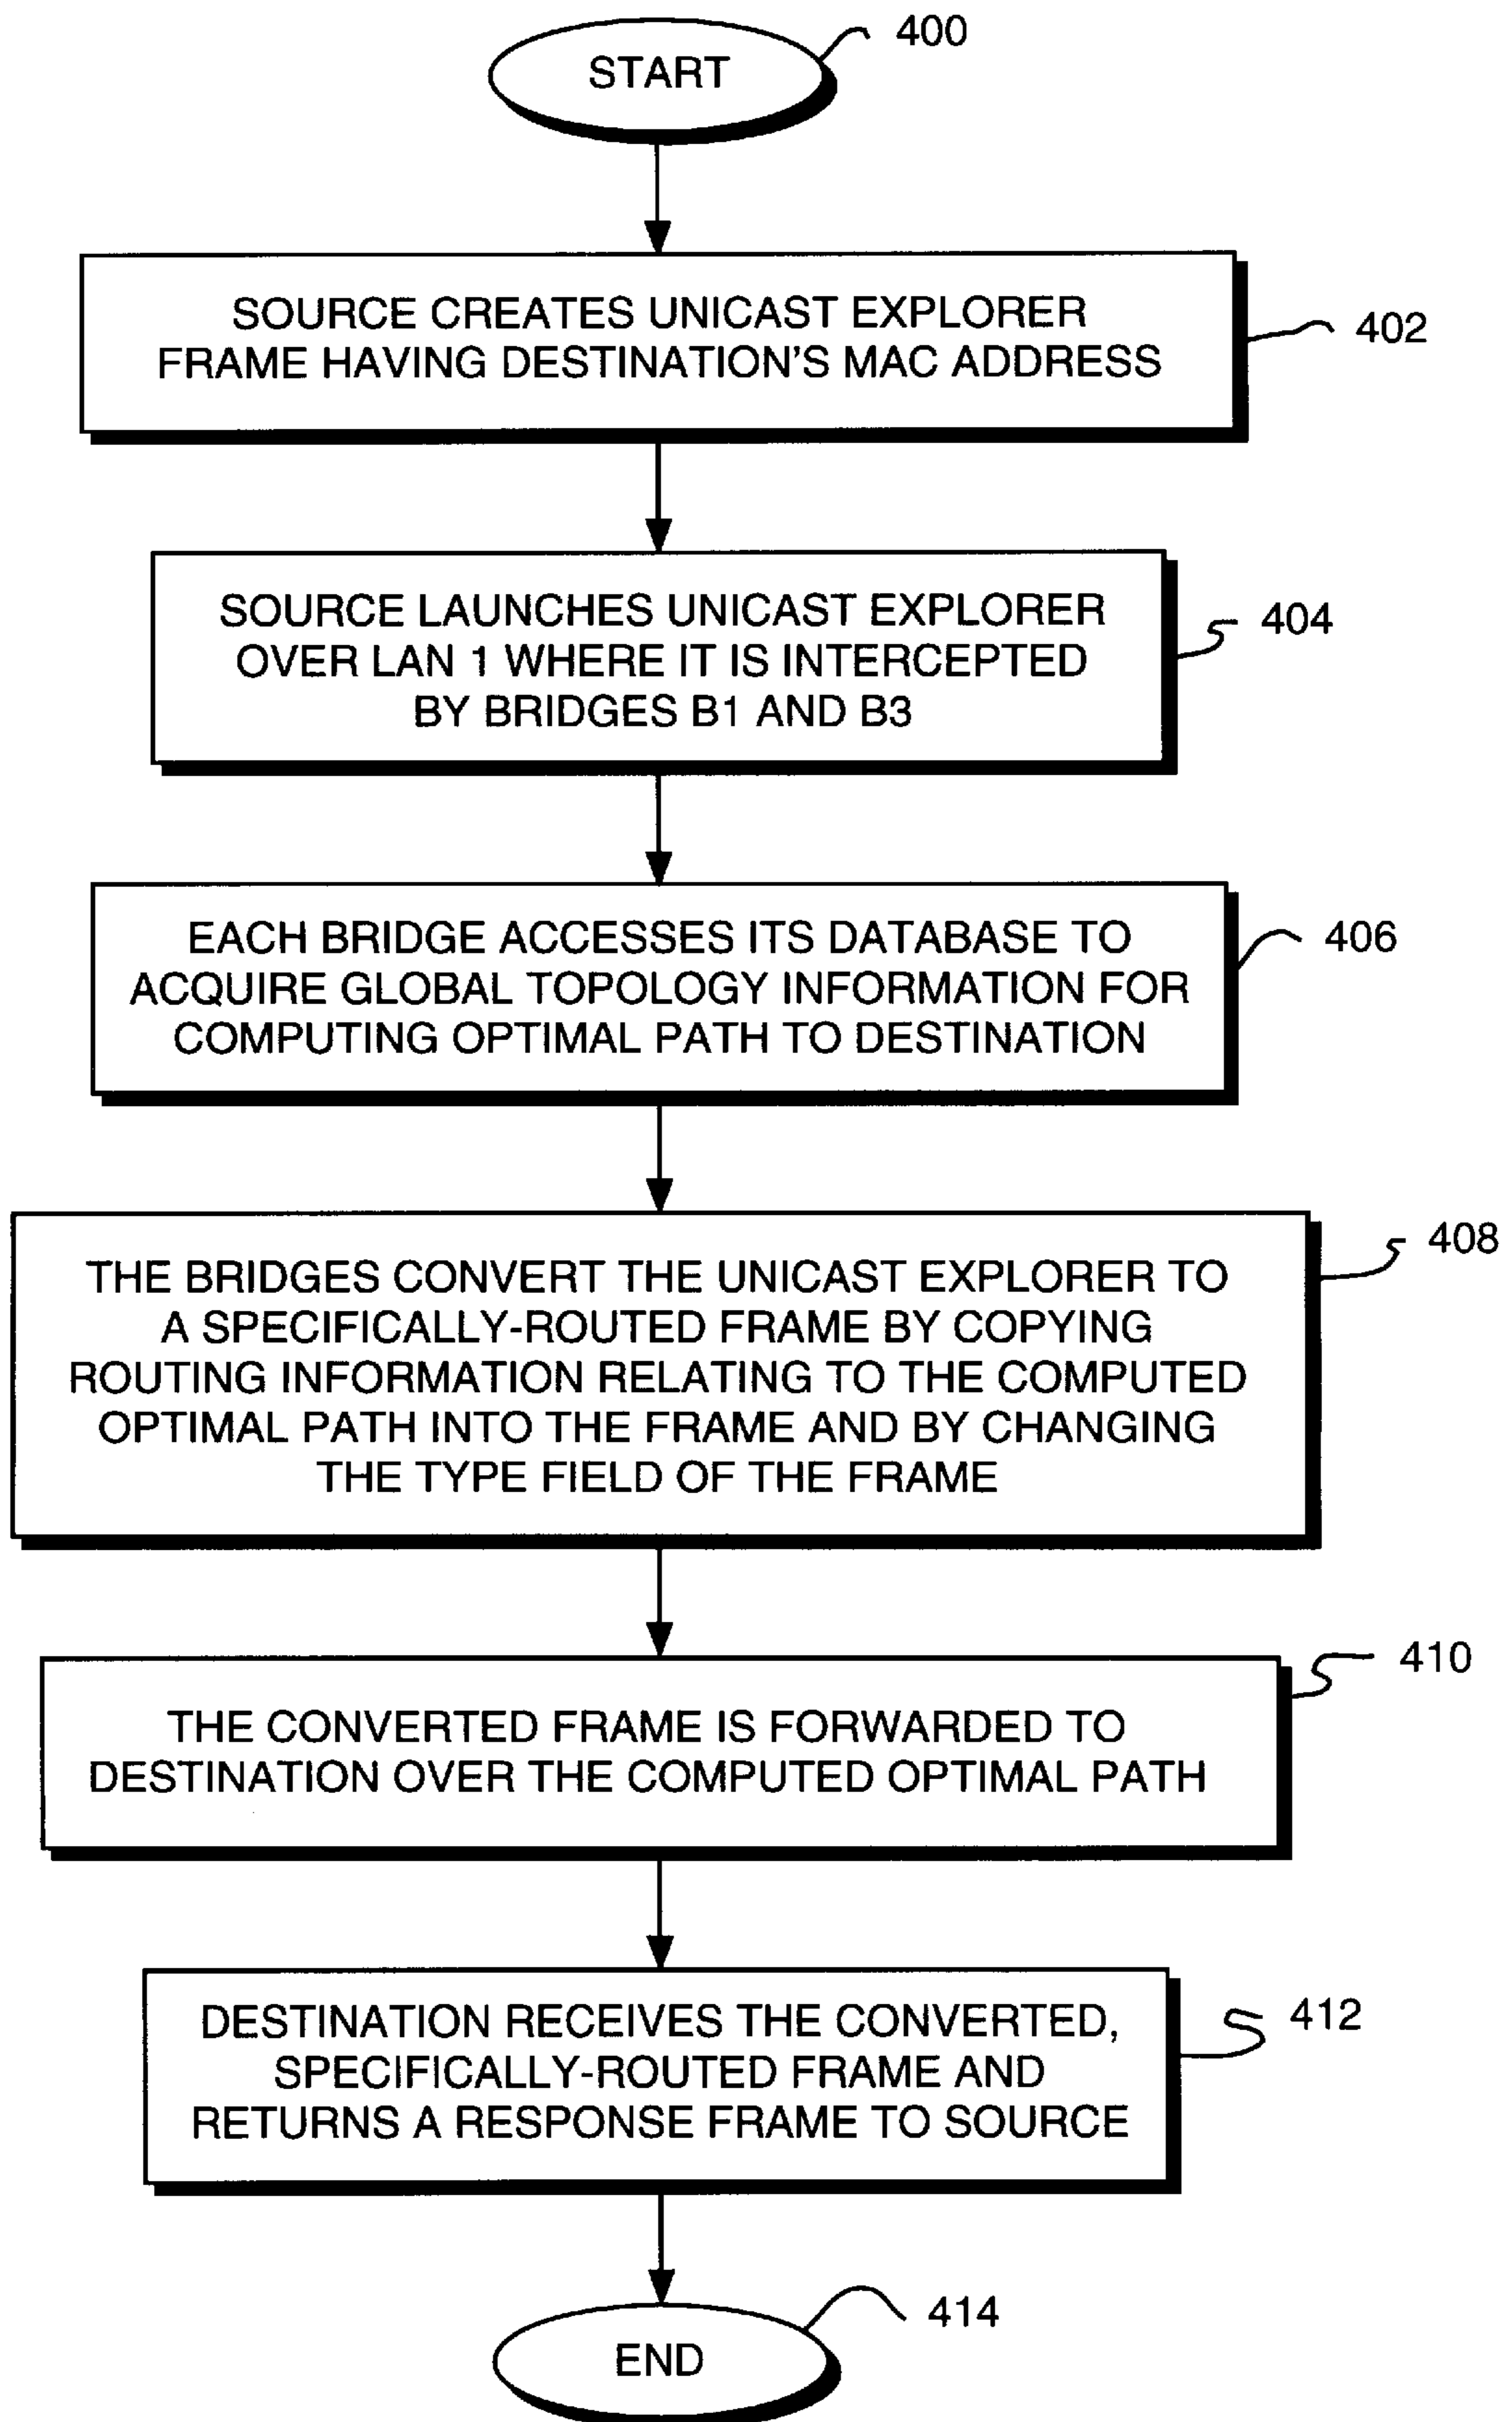 START
400
SOURCE CREATES UNICAST EXPLORER
FRAME HAVING DESTINATION'S MAC ADDRESS
402
SOURCE LAUNCHES UNICAST EXPLORER
OVER LAN 1 WHERE IT IS INTERCEPTED
BY BRIDGES B1 AND B3
404
EACH BRIDGE ACCESSES ITS DATABASE TO
ACQUIRE GLOBAL TOPOLOGY INFORMATION FOR
COMPUTING OPTIMAL PATH TO DESTINATION
406
THE BRIDGES CONVERT THE UNICAST EXPLORER TO
A SPECIFICALLY-ROUTED FRAME BY COPYING
ROUTING INFORMATION RELATING TO THE COMPUTED
OPTIMAL PATH INTO THE FRAME AND BY CHANGING
THE TYPE FIELD OF THE FRAME
408
THE CONVERTED FRAME IS FORWARDED TO
DESTINATION OVER THE COMPUTED OPTIMAL PATH
410
DESTINATION RECEIVES THE CONVERTED,
SPECIFICALLY-ROUTED FRAME AND
RETURNS A RESPONSE FRAME TO SOURCE
412
END
414